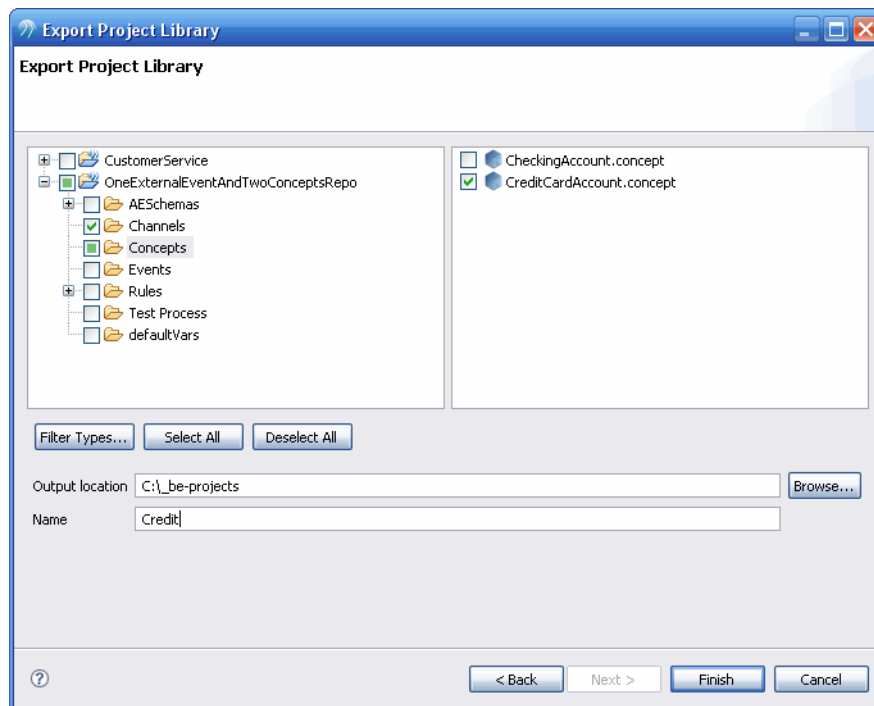 Export Project Library
Export Project Library
CustomerService
OneExternalEventAndTwoConceptsRepo
AESchemas
Channels
Concepts
Events
Rules
Test Process
defaultVars
CheckingAccount.concept
CreditCardAccount.concept
Filter Types... Select All Deselect All
Output location C:\_be-projects Browse...
Name Credit
? < Back Next > Finish Cancel